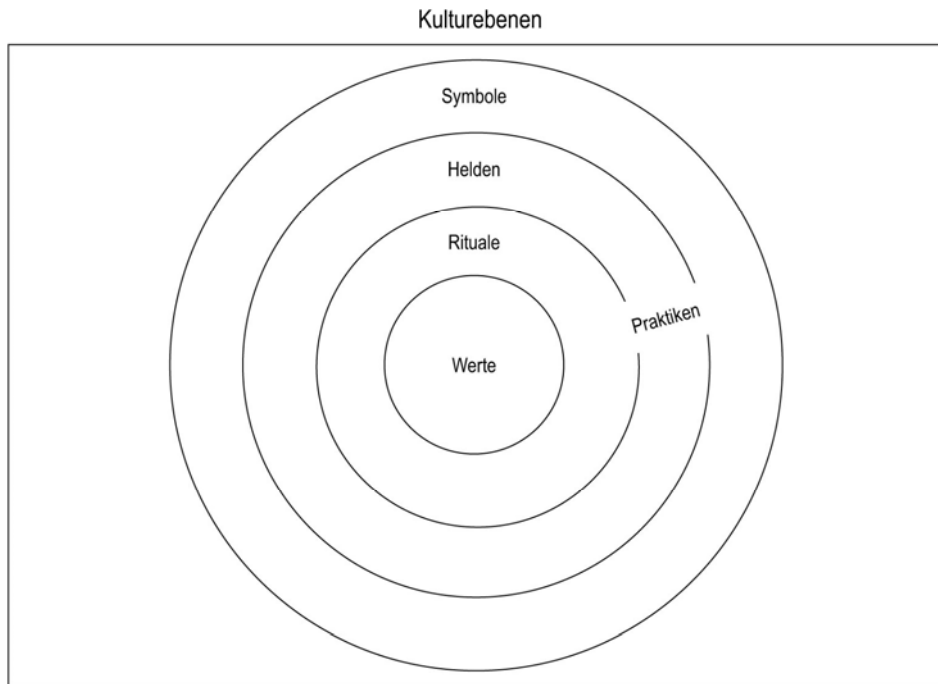 Kulturebenen
Symbole
Helden
Rituale
Praktiken
Werte